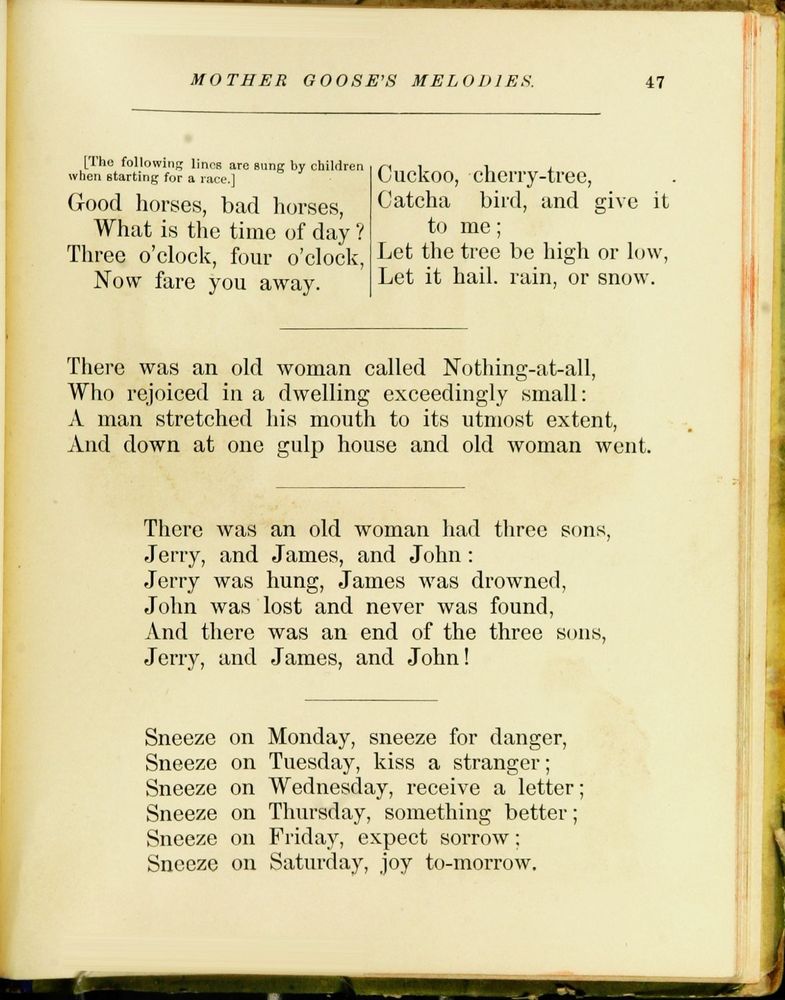 MOTHER GOOSE'S MELODIES.
47
[The following lines are sung by children
when starting for a race.]
Good horses, bad horses,
What is the time of day?
Three o'clock, four o'clock,
Now fare you away.
Cuckoo, cherry-tree,
Catcha bird, and give it
to me;
Let the tree be high or low,
Let it hail. rain, or snow.
There was an old woman called Nothing-at-all,
Who rejoiced in a dwelling exceedingly small:
A man stretched his mouth to its utmost extent,
And down at one gulp house and old woman went.
There was an old woman had three sons,
Jerry, and James, and John:
Jerry was hung, James was drowned,
John was lost and never was found,
And there was an end of the three sons,
Jerry, and James, and John!
Sneeze on Monday, sneeze for danger,
Sneeze on Tuesday, kiss a stranger;
Sneeze on Wednesday, receive a letter;
Sneeze on Thursday, something better;
Sneeze on Friday, expect sorrow;
Sneeze on Saturday, joy to-morrow.